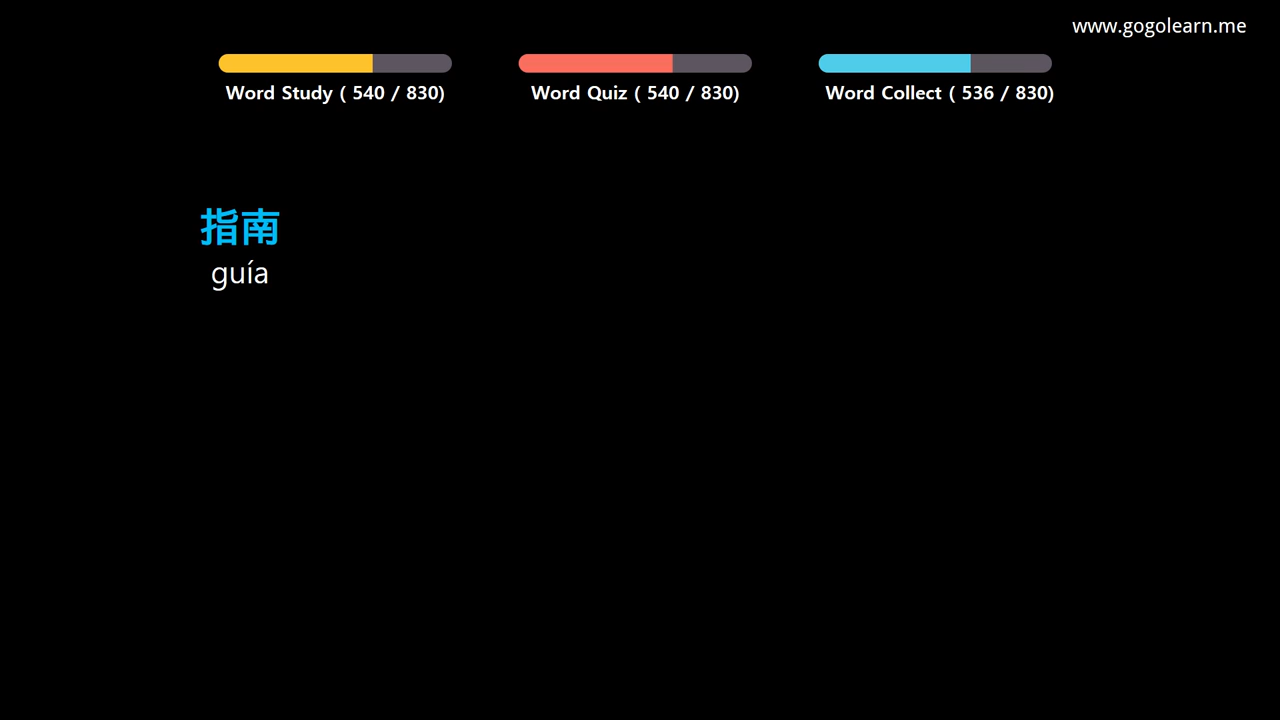 www.gogolearn.me
Word Study ( 540 / 830)
Word Quiz ( 540 / 830)
Word Collect ( 536 / 830)
指南
guía